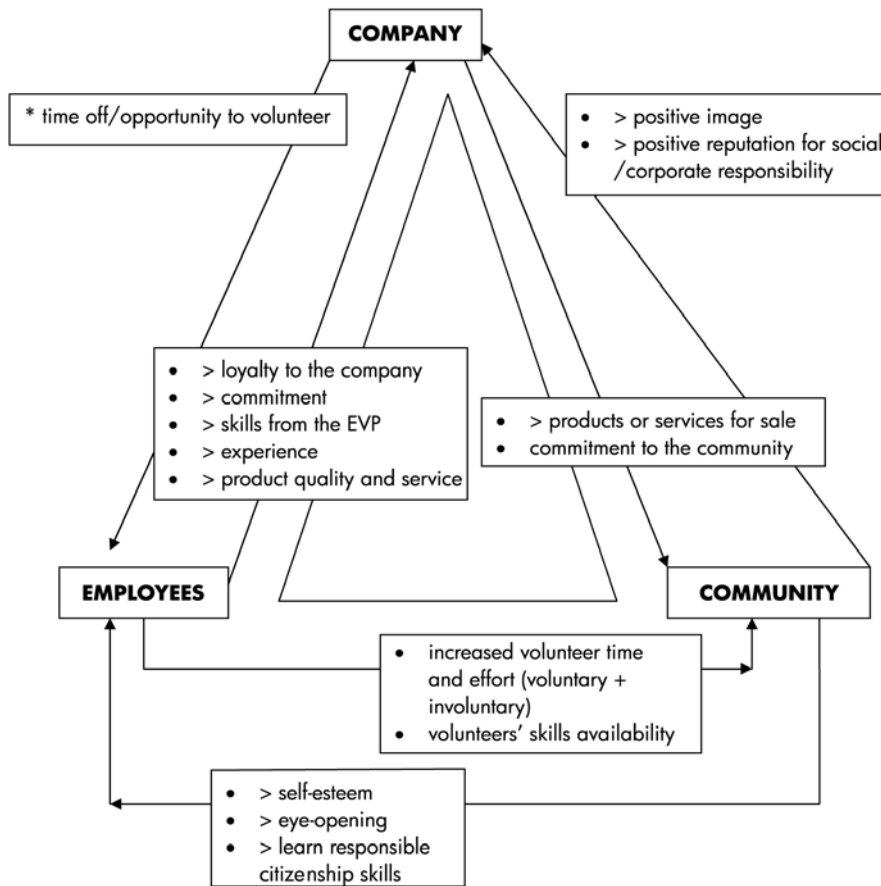 COMPANY
* time off/opportunity to volunteer
• > positive image
• > positive reputation for social
/corporate responsibility
• > loyalty to the company
• > commitment
• > skills from the EVP
• > experience
• > product quality and service
• > products or services for sale
• commitment to the community
EMPLOYEES
COMMUNITY
• increased volunteer time
and effort (voluntary +
involuntary)
• volunteers’ skills availability
• > self-esteem
• > eye-opening
• > learn responsible
citizenship skills